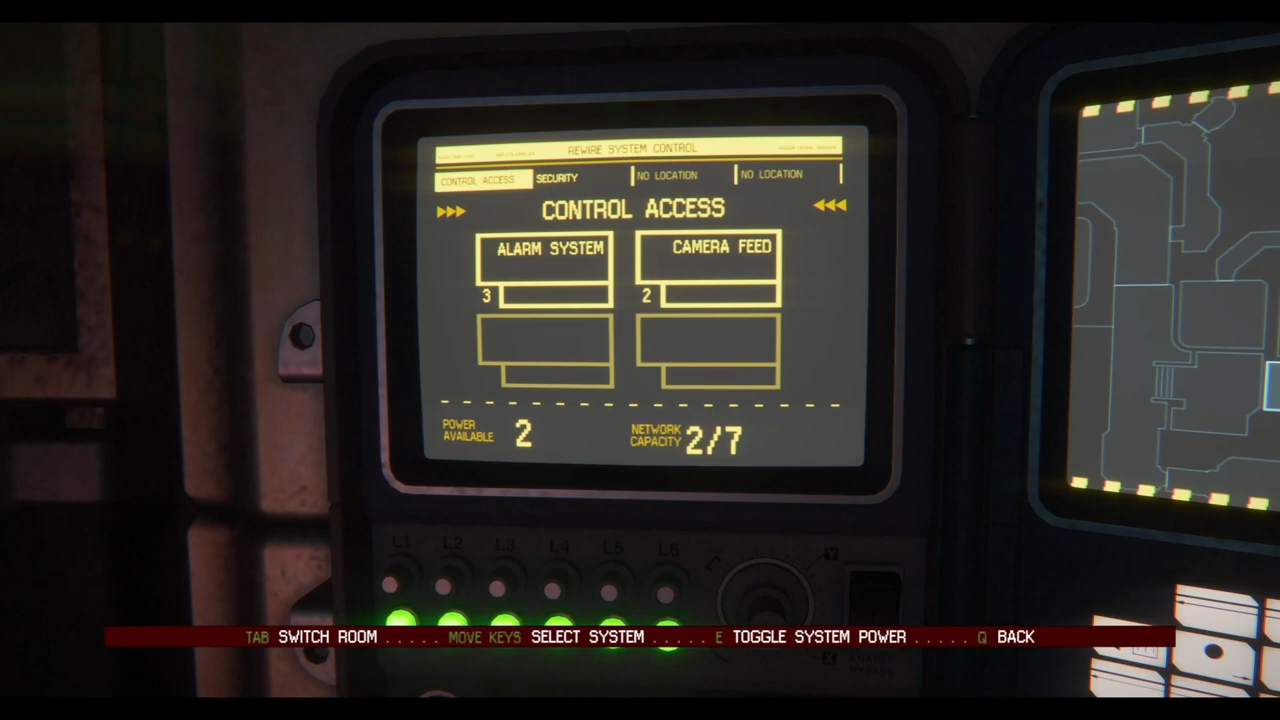 REWIRE SYSTEM CONTROL
CONTROL ACCESS SECURITY NO LOCATION NO LOCATION
CONTROL ACCESS
ALARM SYSTEM CAMERA FEED
3 2
POWER AVAILABLE 2 NETWORK CAPACITY 2/7
L1 L2 L3 L4 L5 L6
Y
TAB SWITCH ROOM ..... MOVE KEYS SELECT SYSTEM ..... E TOGGLE SYSTEM POWER ..... Q BACK
X ENABLE
BYPASS